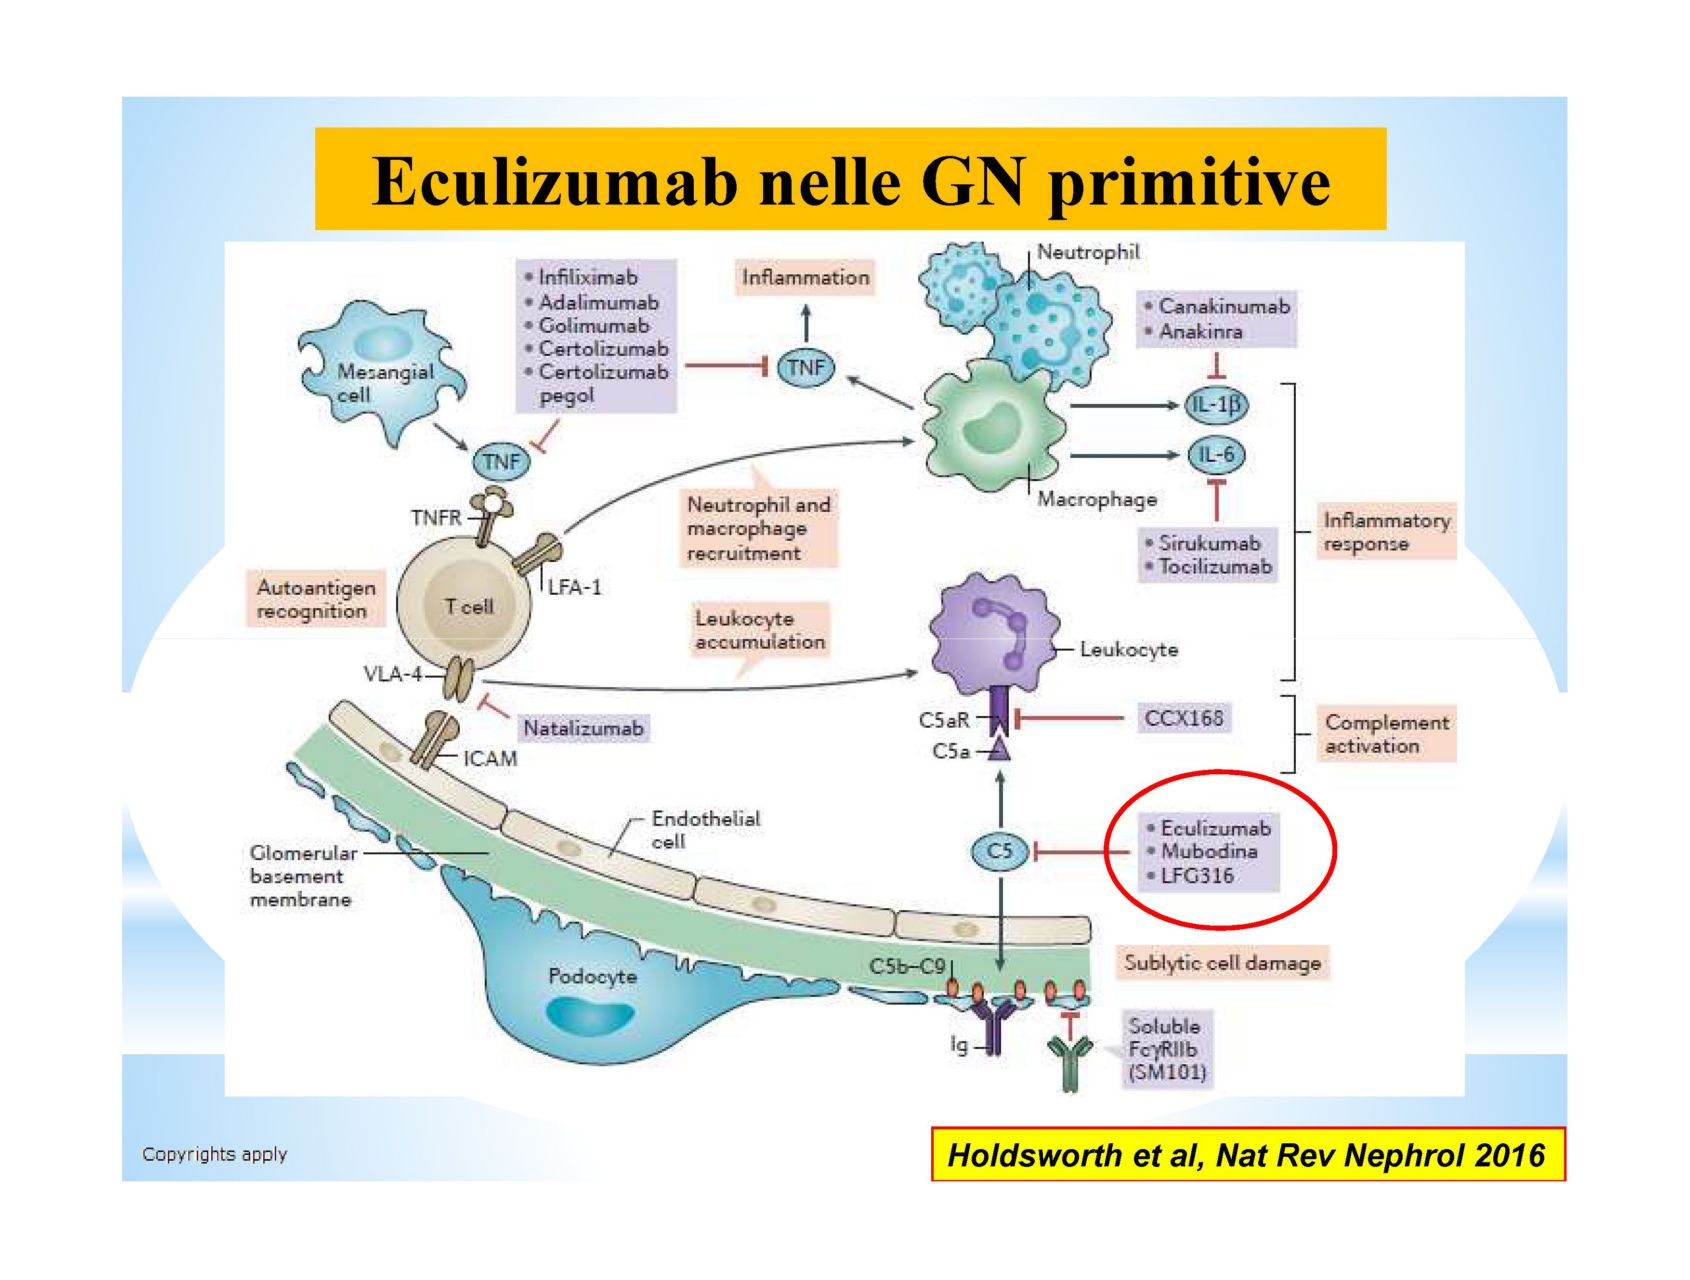 Eculizumab nelle GN primitive
Neutrophil
• Infiliximab
• Adalimumab
• Golimumab
• Certolizumab
• Certolizumab
pegol
Inflammation
• Canakinumab
• Anakinra
Mesangial
cell
TNF
IL-1β
TNF
IL-6
Macrophage
TNFR
Neutrophil and
macrophage
recruitment
Inflammatory
response
• Sirukumab
• Tocilizumab
LFA-1
Autoantigen
recognition
T cell
Leukocyte
accumulation
Leukocyte
VLA-4
Natalizumab
C5aR
CCX168
Complement
activation
C5a
ICAM
Endothelial
cell
C5
• Eculizumab
• Mubodina
• LFG316
Glomerular
basement
membrane
Podocyte
C5b–C9
Sublytic cell damage
Ig
Soluble
FcγRIIb
(SM101)
Copyrights apply
Holdsworth et al, Nat Rev Nephrol 2016